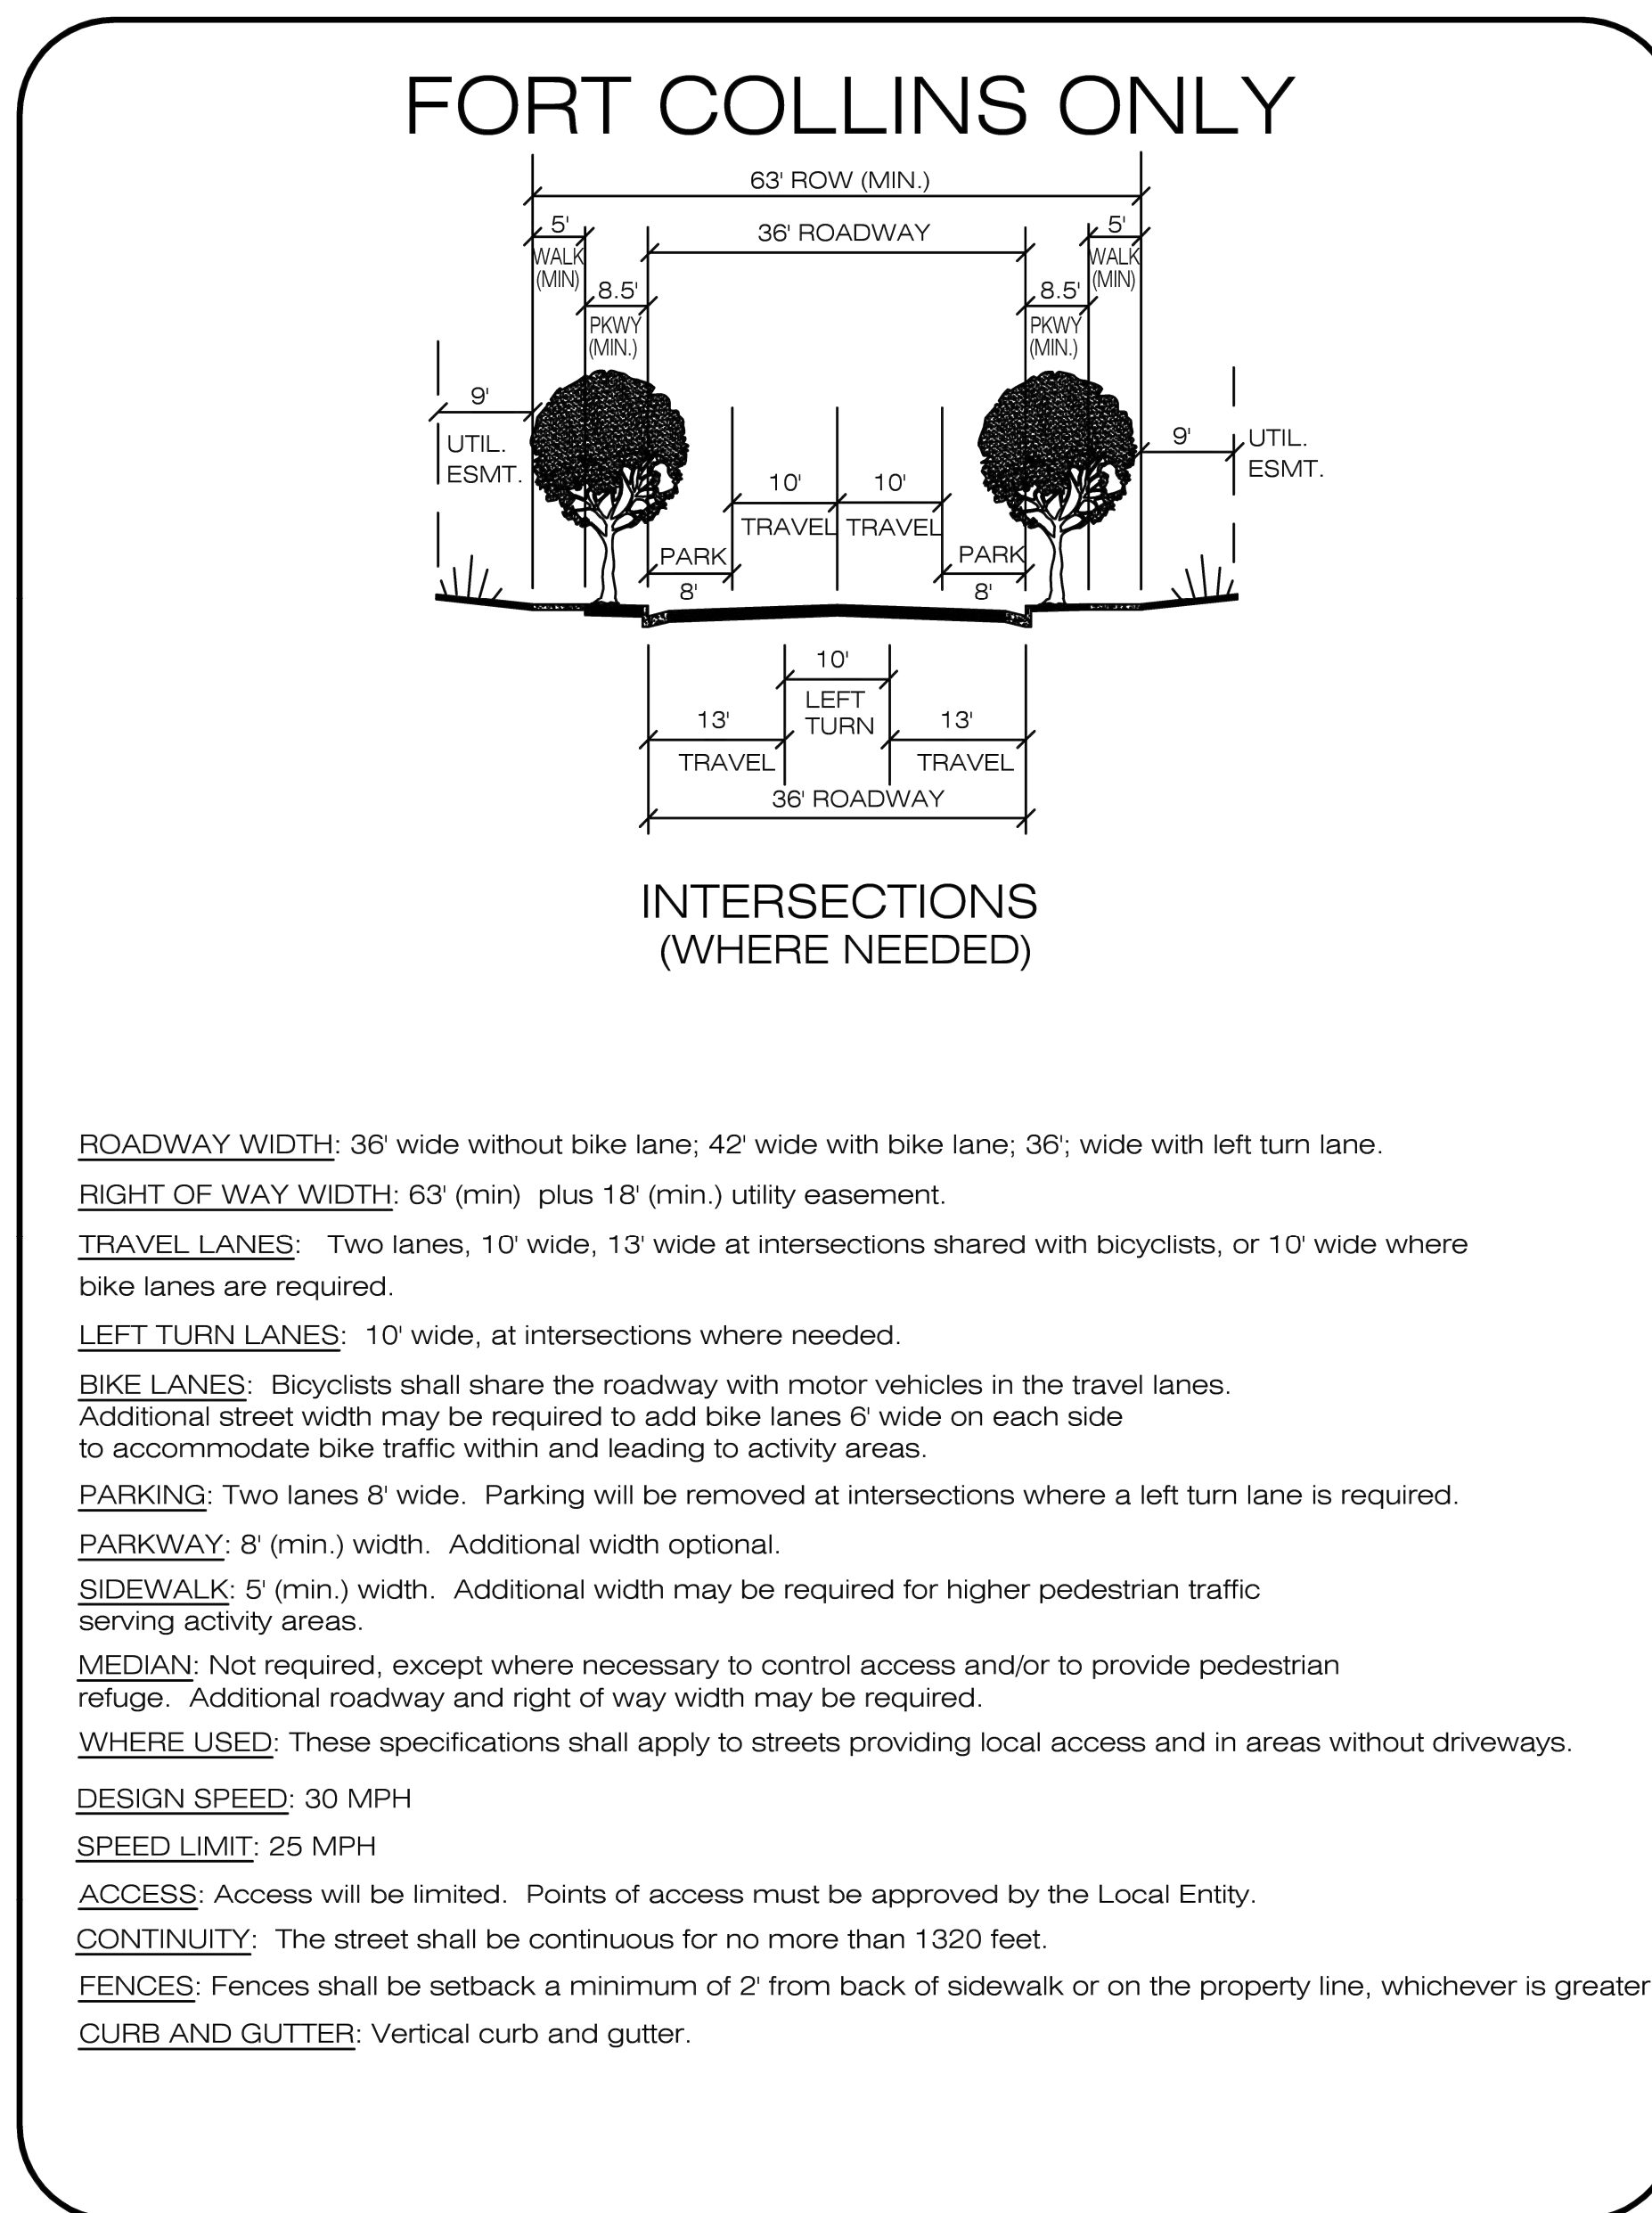 FORT COLLINS ONLY
63' ROW (MIN.)
5'
36' ROADWAY
5'
WALK
(MIN)
WALK
(MIN)
8.5'
8.5'
PKWY
(MIN.)
PKWY
(MIN.)
9'
UTIL.
ESMT.
9'
UTIL.
ESMT.
10'
10'
TRAVEL
TRAVEL
PARK
PARK
8'
8'
10'
LEFT
TURN
13'
13'
TRAVEL
TRAVEL
36' ROADWAY
INTERSECTIONS
(WHERE NEEDED)
ROADWAY WIDTH: 36' wide without bike lane; 42' wide with bike lane; 36'; wide with left turn lane.
RIGHT OF WAY WIDTH: 63' (min)  plus 18' (min.) utility easement.
TRAVEL LANES:   Two lanes, 10' wide, 13' wide at intersections shared with bicyclists, or 10' wide where
bike lanes are required.
LEFT TURN LANES:  10' wide, at intersections where needed.
BIKE LANES:  Bicyclists shall share the roadway with motor vehicles in the travel lanes.
Additional street width may be required to add bike lanes 6' wide on each side
to accommodate bike traffic within and leading to activity areas.
PARKING: Two lanes 8' wide.  Parking will be removed at intersections where a left turn lane is required.
PARKWAY: 8' (min.) width.  Additional width optional.
SIDEWALK: 5' (min.) width.  Additional width may be required for higher pedestrian traffic
serving activity areas.
MEDIAN: Not required, except where necessary to control access and/or to provide pedestrian
refuge.  Additional roadway and right of way width may be required.
WHERE USED: These specifications shall apply to streets providing local access and in areas without driveways.
DESIGN SPEED: 30 MPH
SPEED LIMIT: 25 MPH
ACCESS: Access will be limited.  Points of access must be approved by the Local Entity.
CONTINUITY:  The street shall be continuous for no more than 1320 feet.
FENCES: Fences shall be setback a minimum of 2' from back of sidewalk or on the property line, whichever is greater
CURB AND GUTTER: Vertical curb and gutter.